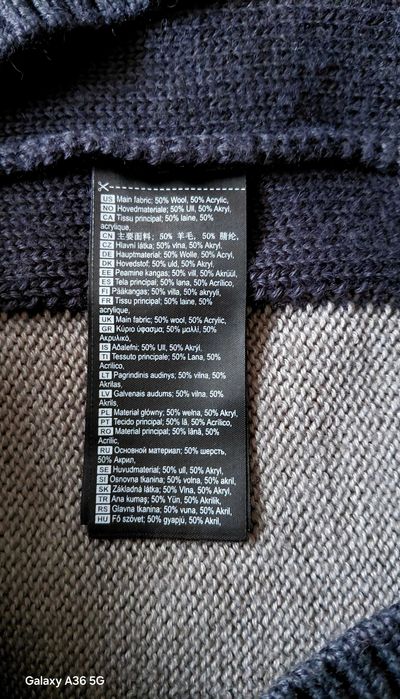 US Main fabric; 50% Wool, 50% Acrylic,
NO Hovedmateriale; 50% Ull, 50% Akryl.
CA Tissu principal; 50% laine, 50%
acrylique,
CN 主要面料; 50% 羊毛, 50% 腈纶,
CZ Hlavní látka; 50% vlna, 50% Akryl.
DE Hauptmaterial; 50% Wolle, 50% Acryl,
DK Hovedstof; 50% uld, 50% Akryl.
EE Peamine kangas; 50% vill, 50% Akrüül,
ES Tela principal; 50% lana, 50% Acrílico,
FI Pääkangas; 50% villa, 50% akryyli,
FR Tissu principal; 50% laine, 50%
acrylique,
UK Main fabric; 50% wool, 50% Acrylic,
GR Κύριο ύφασμα; 50% μαλλί, 50%
Ακρυλικό,
IS Aðalefni; 50% Ull, 50% Akryl,
TI Tessuto principale; 50% Lana, 50%
Acrilico,
LT Pagrindinis audinys; 50% vilna, 50%
Akrilas,
LV Galvenais audums; 50% vilna, 50%
Akrils,
PL Materiał główny; 50% wełna, 50% Akryl,
PT Tecido principal; 50% lã, 50% Acrílico,
RO Material principal; 50% lână, 50%
Acrilic,
RU Основной материал; 50% шерсть,
50% Акрил,
SE Huvudmaterial; 50% ull, 50% Akryl,
SI Osnovna tkanina; 50% volna, 50% akril,
SK Základná látka; 50% Vlna, 50% Akryl,
TR Ana kumaş; 50% Yün, 50% Akrilik,
RS Glavna tkanina; 50% vuna, 50% Akril,
HU Fő szövet; 50% gyapjú, 50% Akril,
Galaxy A36 5G